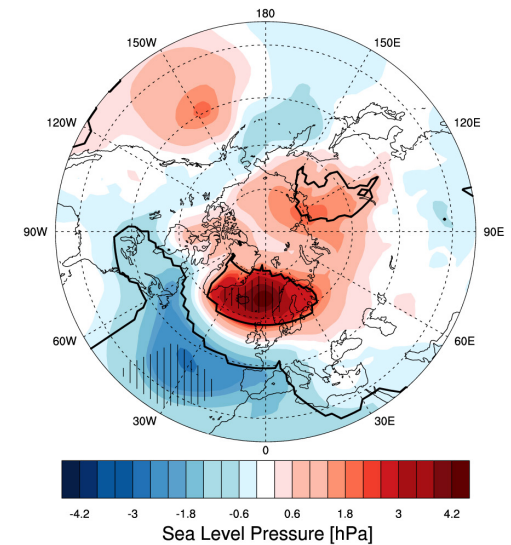 180
150W 150E
120W 120E
90W 90E
60W 60E
30W 30E
0
-4.2 -3 -1.8 -0.6 0.6 1.8 3 4.2
Sea Level Pressure [hPa]